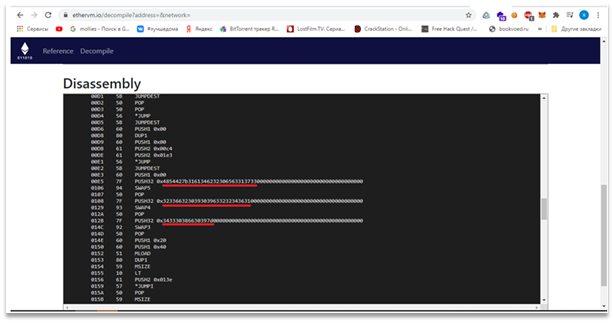 ethervm.io/decompile?address=&network=
Сервисы #лучшедома Яндекс BitTorrent трекер R... LostFilm.TV. Сериа... CrackStation - Onli... Free Hack Quest /... bookvoed.ru Другие закладки
Reference Decompile
Disassembly
00D1 5B JUMPDEST
00D2 50 POP
00D3 50 POP
00D4 56 *JUMP
00D5 5B JUMPDEST
00D6 60 PUSH1 0x00
00D8 80 DUP1
00D9 60 PUSH1 0x00
00DB 61 PUSH2 0x00c4
00DE 61 PUSH2 0x01e3
00E1 56 *JUMP
00E2 5B JUMPDEST
00E3 60 PUSH1 0x00
00E5 7F PUSH32
0106 94 SWAP5
0107 50 POP
0108 7F PUSH32
0129 93 SWAP4
012A 50 POP
012B 7F PUSH32
014C 92 SWAP3
014D 50 POP
014E 60 PUSH1 0x20
0150 60 PUSH1 0x40
0152 51 MLOAD
0153 80 DUP1
0154 59 MSIZE
0155 10 LT
0156 61 PUSH2 0x013e
0159 57 *JUMPI
015A 50 POP
015B 59 MSIZE